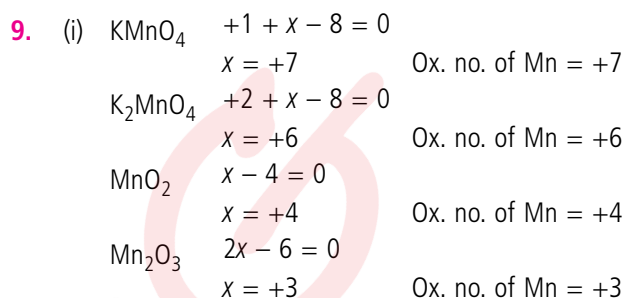 9. (i) KMnO₄ +1 + x – 8 = 0
x = +7 Ox. no. of Mn = +7
K₂MnO₄ +2 + x – 8 = 0
x = +6 Ox. no. of Mn = +6
MnO₂ x – 4 = 0
x = +4 Ox. no. of Mn = +4
Mn₂O₃ 2x – 6 = 0
x = +3 Ox. no. of Mn = +3